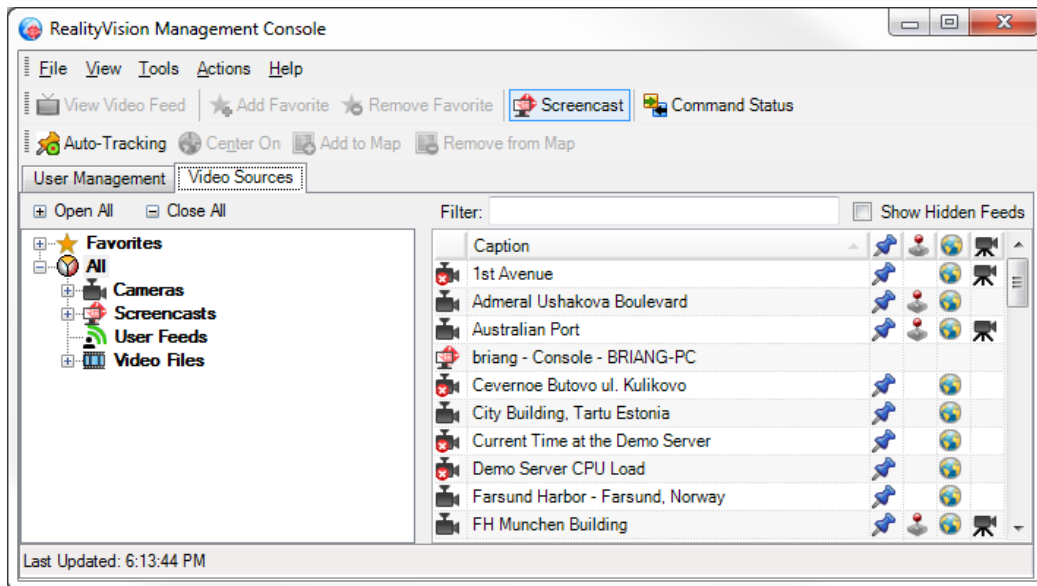 RealityVision Management Console
File View Tools Actions Help
View Video Feed Add Favorite Remove Favorite Screencast Command Status
Auto-Tracking Center On Add to Map Remove from Map
User Management Video Sources
Open All Close All Filter: Show Hidden Feeds
Favorites
All
Cameras
Screencasts
User Feeds
Video Files
Caption
1st Avenue
Admeral Ushakova Boulevard
Australian Port
briang - Console - BRIANG-PC
Cevernoe Butovo ul. Kulikovo
City Building, Tartu Estonia
Current Time at the Demo Server
Demo Server CPU Load
Farsund Harbor - Farsund, Norway
FH Munchen Building
Last Updated: 6:13:44 PM